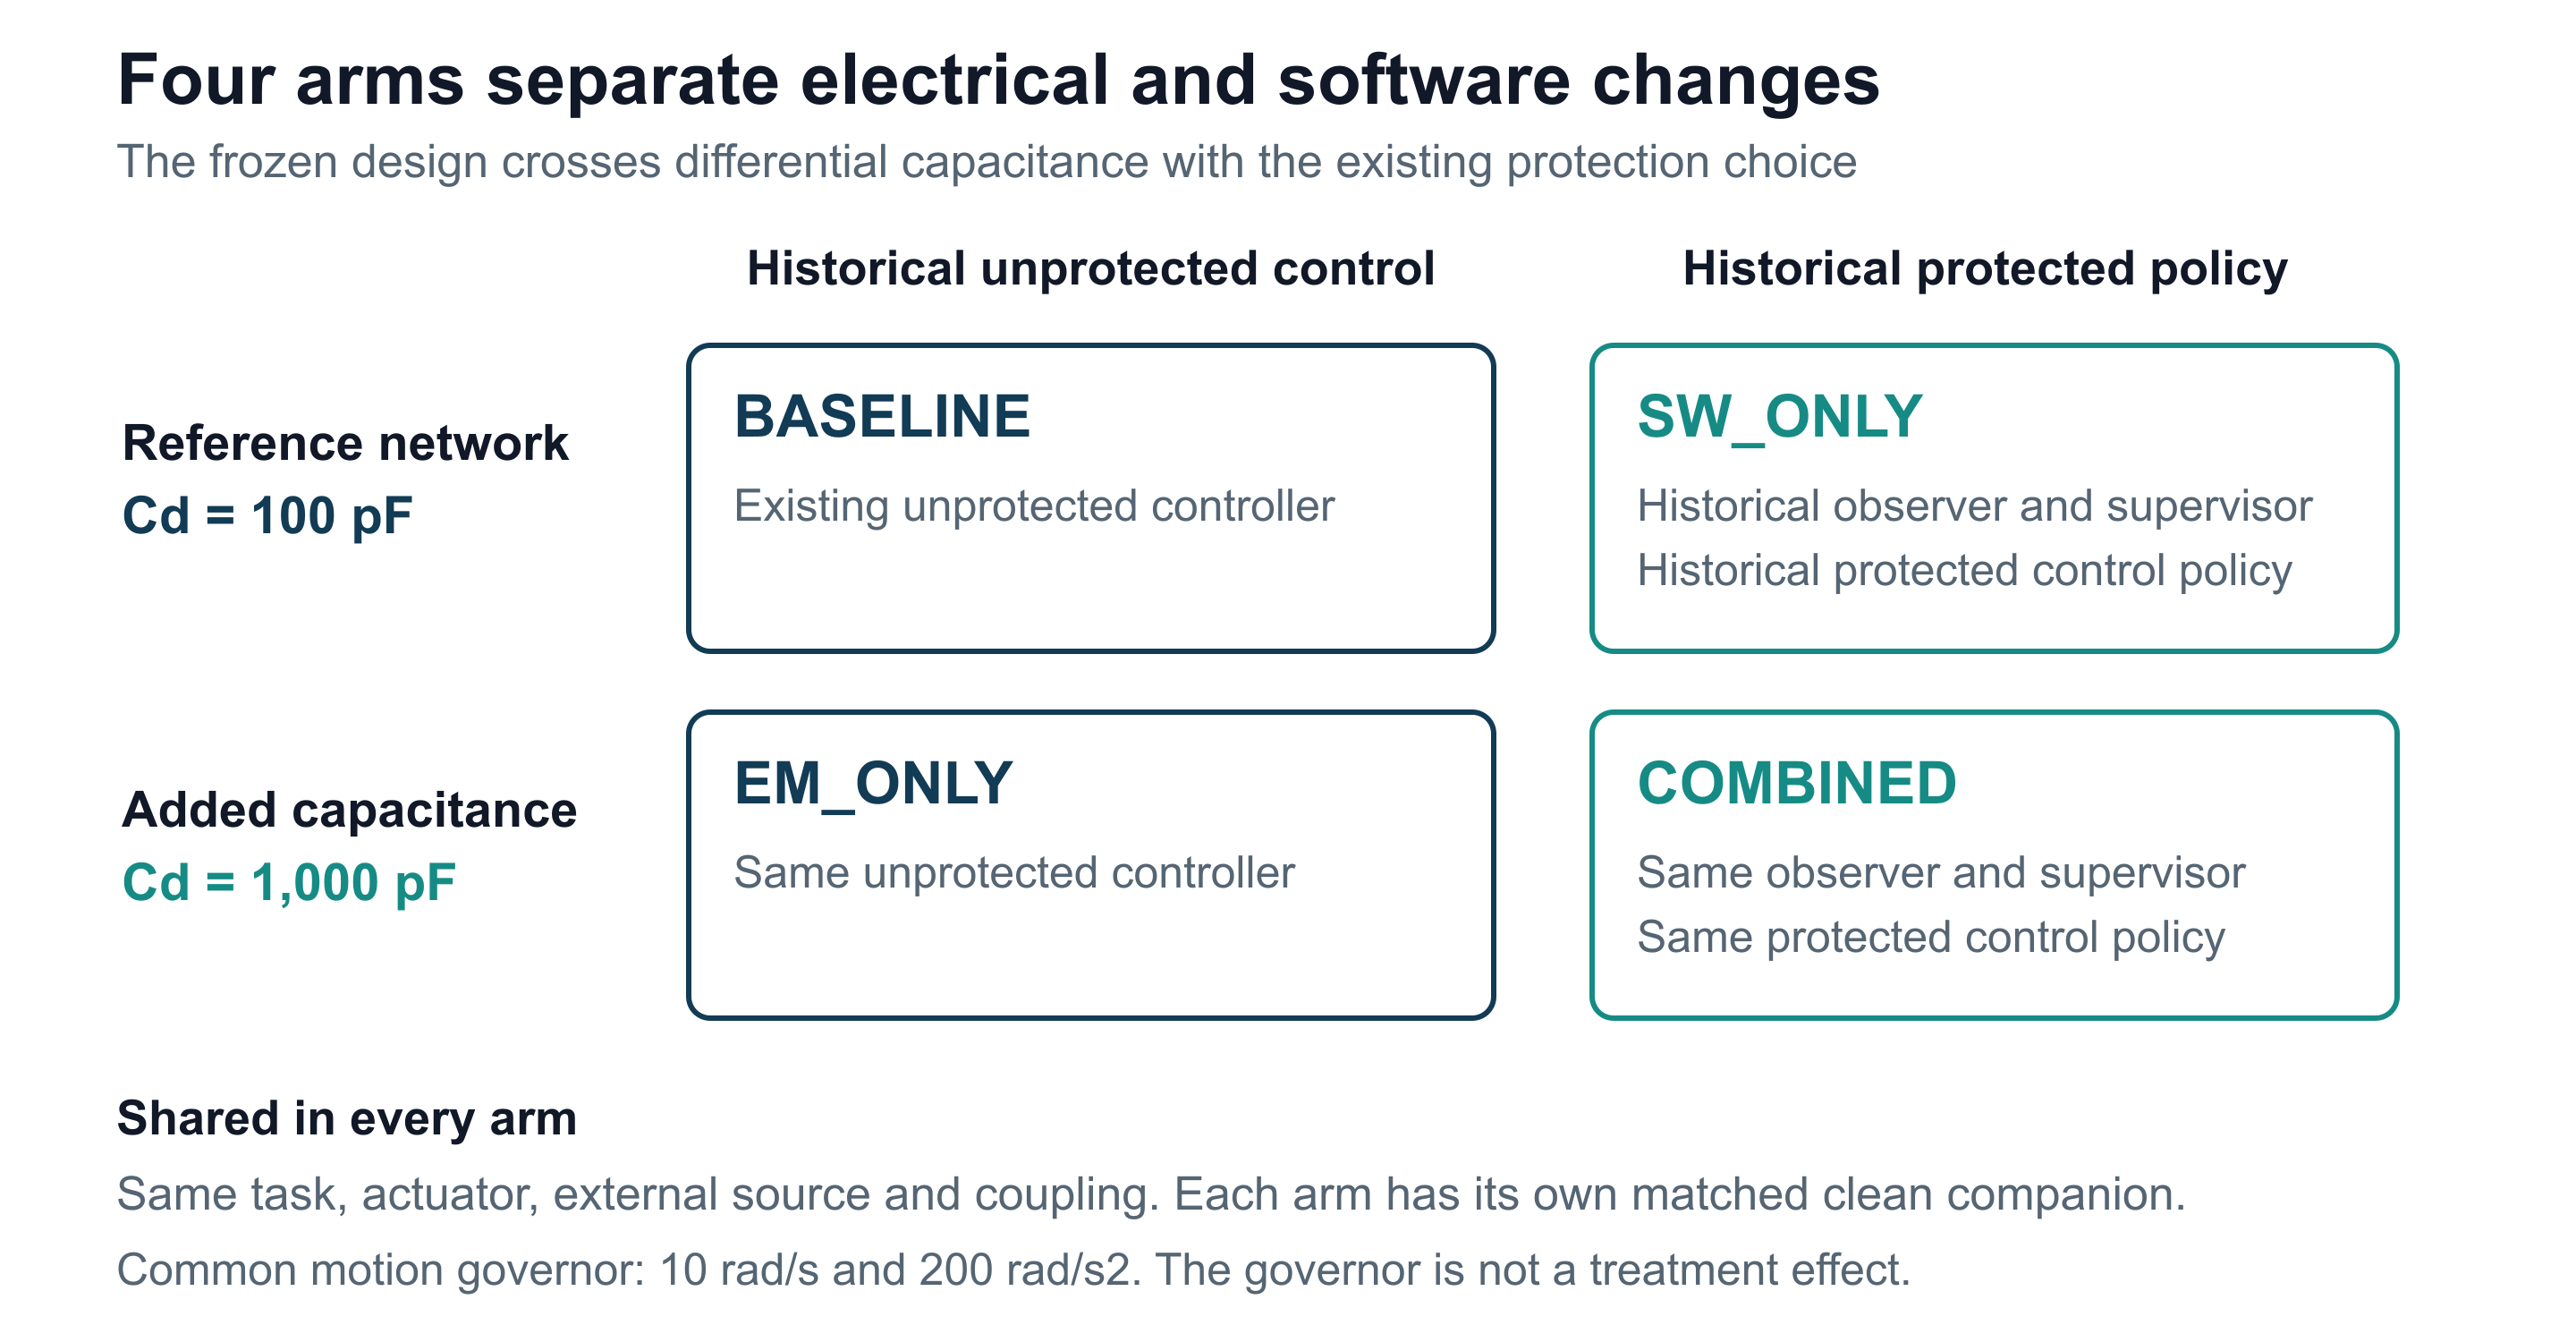 Four arms separate electrical and software changes
The frozen design crosses differential capacitance with the existing protection choice
Historical unprotected control
Historical protected policy
Reference network
Cd = 100 pF
BASELINE
Existing unprotected controller
SW_ONLY
Historical observer and supervisor
Historical protected control policy
Added capacitance
Cd = 1,000 pF
EM_ONLY
Same unprotected controller
COMBINED
Same observer and supervisor
Same protected control policy
Shared in every arm
Same task, actuator, external source and coupling. Each arm has its own matched clean companion.
Common motion governor: 10 rad/s and 200 rad/s2. The governor is not a treatment effect.